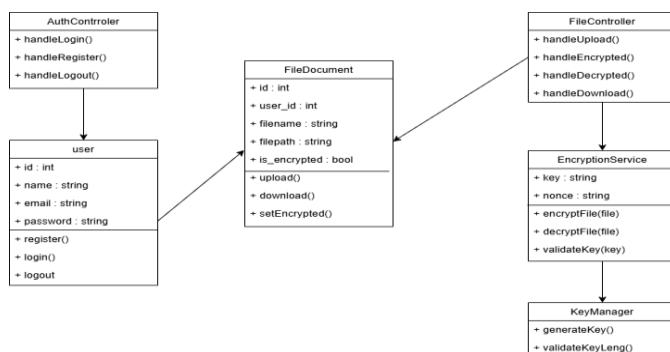 AuthContrroler
+ handleLogin()
+ handleRegister()
+ handleLogout()
user
+ id : int
+ name : string
+ email : string
+ password : string
+ register()
+ login()
+ logout
FileDocument
+ id : int
+ user_id : int
+ filename : string
+ filepath : string
+ is_encrypted : bool
+ upload()
+ download()
+ setEncrypted()
FileController
+ handleUpload()
+ handleEncrypted()
+ handleDecrypted()
+ handleDownload()
EncryptionService
+ key : string
+ nonce : string
+ encryptFile(file)
+ decryptFile(file)
+ validateKey(key)
KeyManager
+ generateKey()
+ validateKeyLeng()